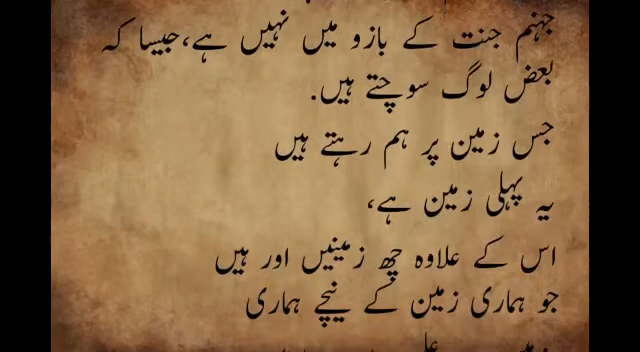 جہنم جنت کے بازو میں نہیں ہے، جیسا کہ
بعض لوگ سوچتے ہیں.
جس زمین پر ہم رہتے ہیں
یہ پہلی زمین ہے،
اس کے علاوہ چھ زمینیں اور ہیں
جو ہماری زمین کے نیچے ہماری